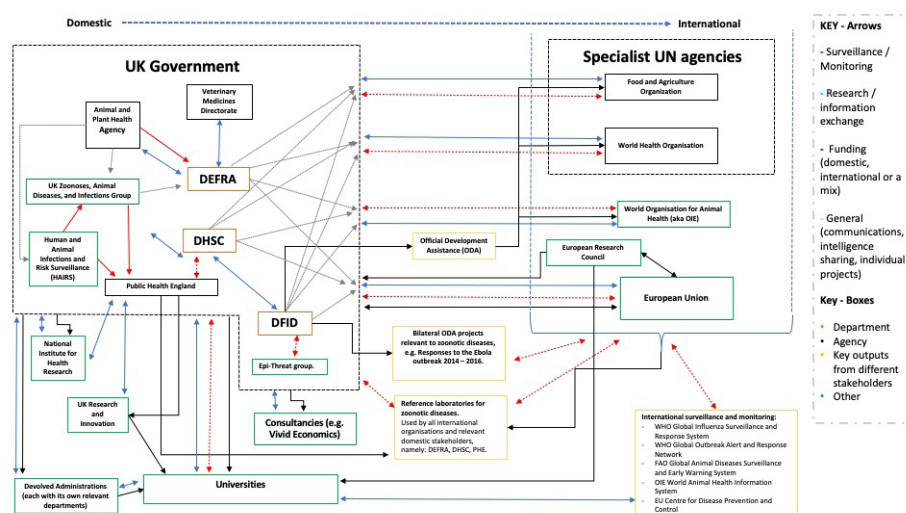 Domestic
International
UK Government
Specialist UN agencies
Animal and
Plant Health
Agency
Veterinary
Medicines
Directorate
DEFRA
UK Zoonoses, Animal
Diseases, and Infections Group
DHSC
Human and
Animal
Infections and
Risk Surveillance
(HAIRS)
Public Health England
DFID
Epi-Threat group.
National
Institute for
Health
Research
UK Research
and
Innovation
Consultancies (e.g.
Vivid Economics)
Devolved Administrations
(each with its own relevant
departments)
Universities
Food and Agriculture
Organization
World Health Organisation
World Organisation for Animal
Health (aka OIE)
Official Development
Assistance (ODA)
European Research
Council
European Union
Bilateral ODA projects
relevant to zoonotic diseases,
e.g. Responses to the Ebola
outbreak 2014 – 2016.
Reference laboratories for
zoonotic diseases.
Used by all international
organisations and relevant
domestic stakeholders,
namely: DEFRA, DHSC, PHE.
International surveillance and monitoring:
- WHO Global Influenza Surveillance and
Response System
- WHO Global Outbreak Alert and Response
Network
- FAO Global Animal Diseases Surveillance
and Early Warning System
- OIE World Animal Health Information
System
- EU Centre for Disease Prevention and
Control
KEY - Arrows
- Surveillance /
Monitoring
- Research /
information
exchange
- Funding
(domestic,
international or a
mix)
- General
(communications,
intelligence
sharing, individual
projects)
Key - Boxes
- Department
- Agency
- Key outputs
from different
stakeholders
- Other